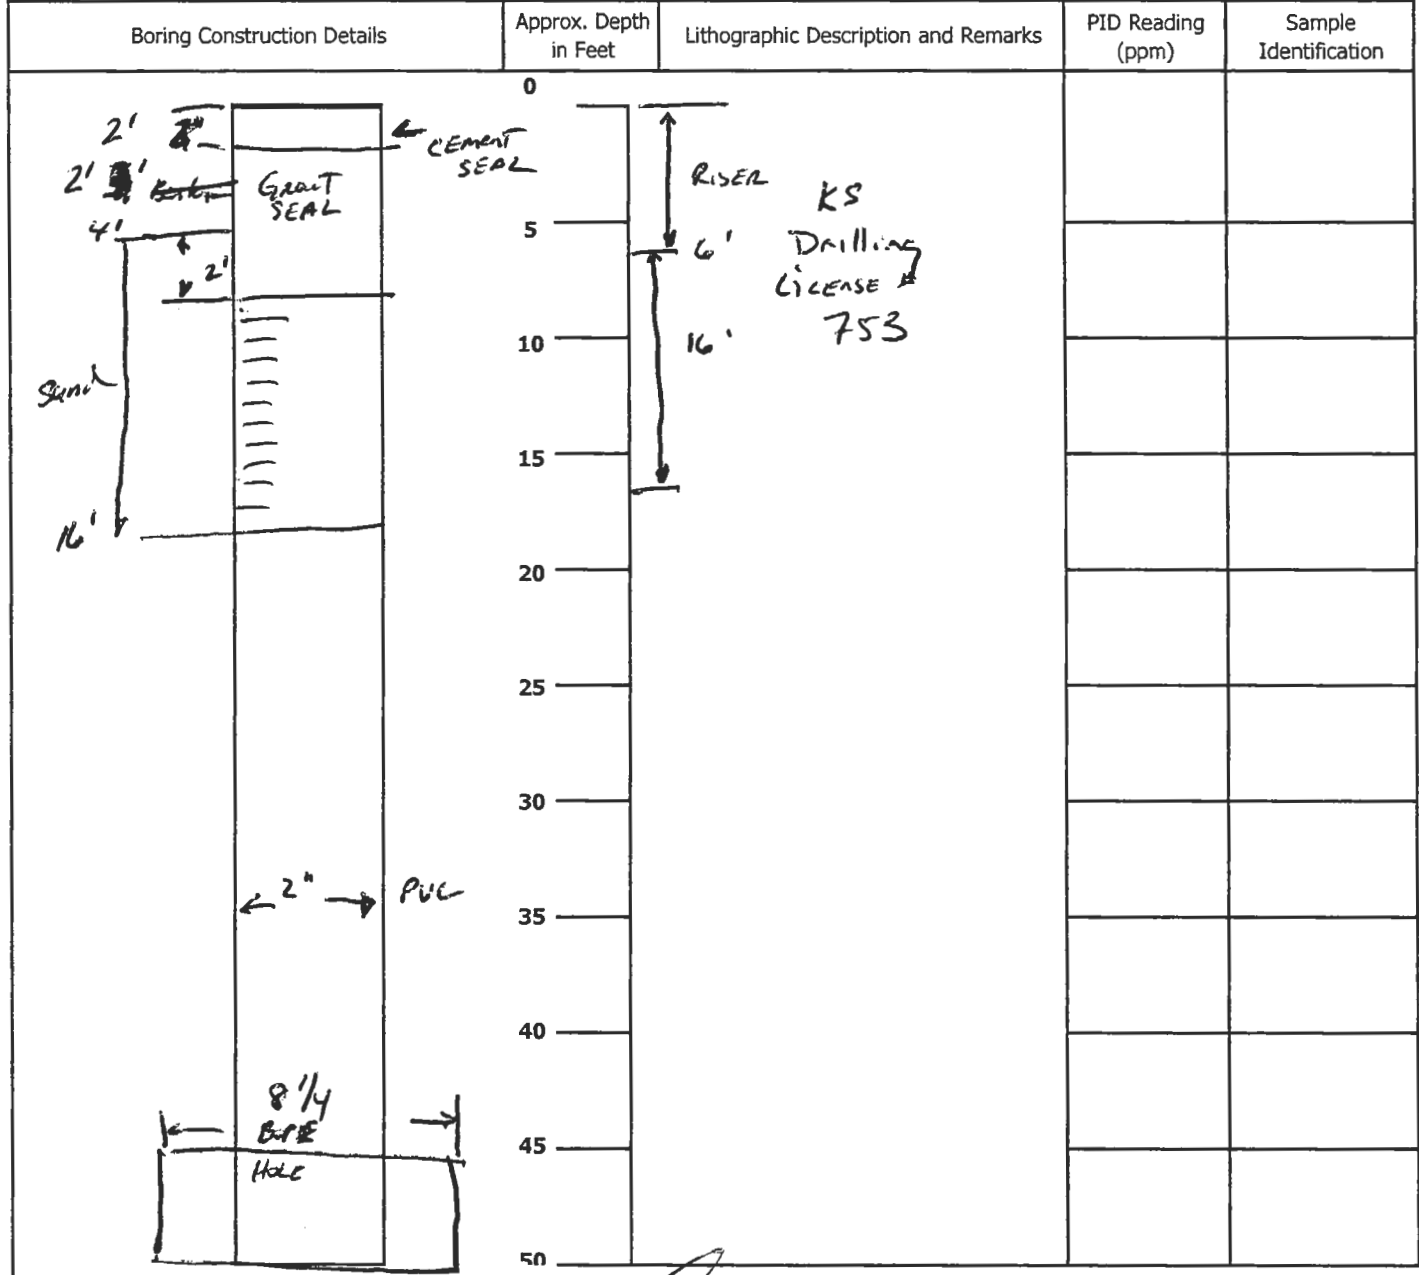 Boring Construction Details
Approx. Depth
in Feet
Lithographic Description and Remarks
PID Reading
(ppm)
Sample
Identification
0
2'
CEMENT
SEAL
2'
Grout
SEAL
RISER
KS
4'
5
6'
Drilling
2'
LICENSE #
753
10
16'
Sand
15
16'
20
25
30
2"
PVC
35
40
8 1/4
BORE
45
HOLE
50